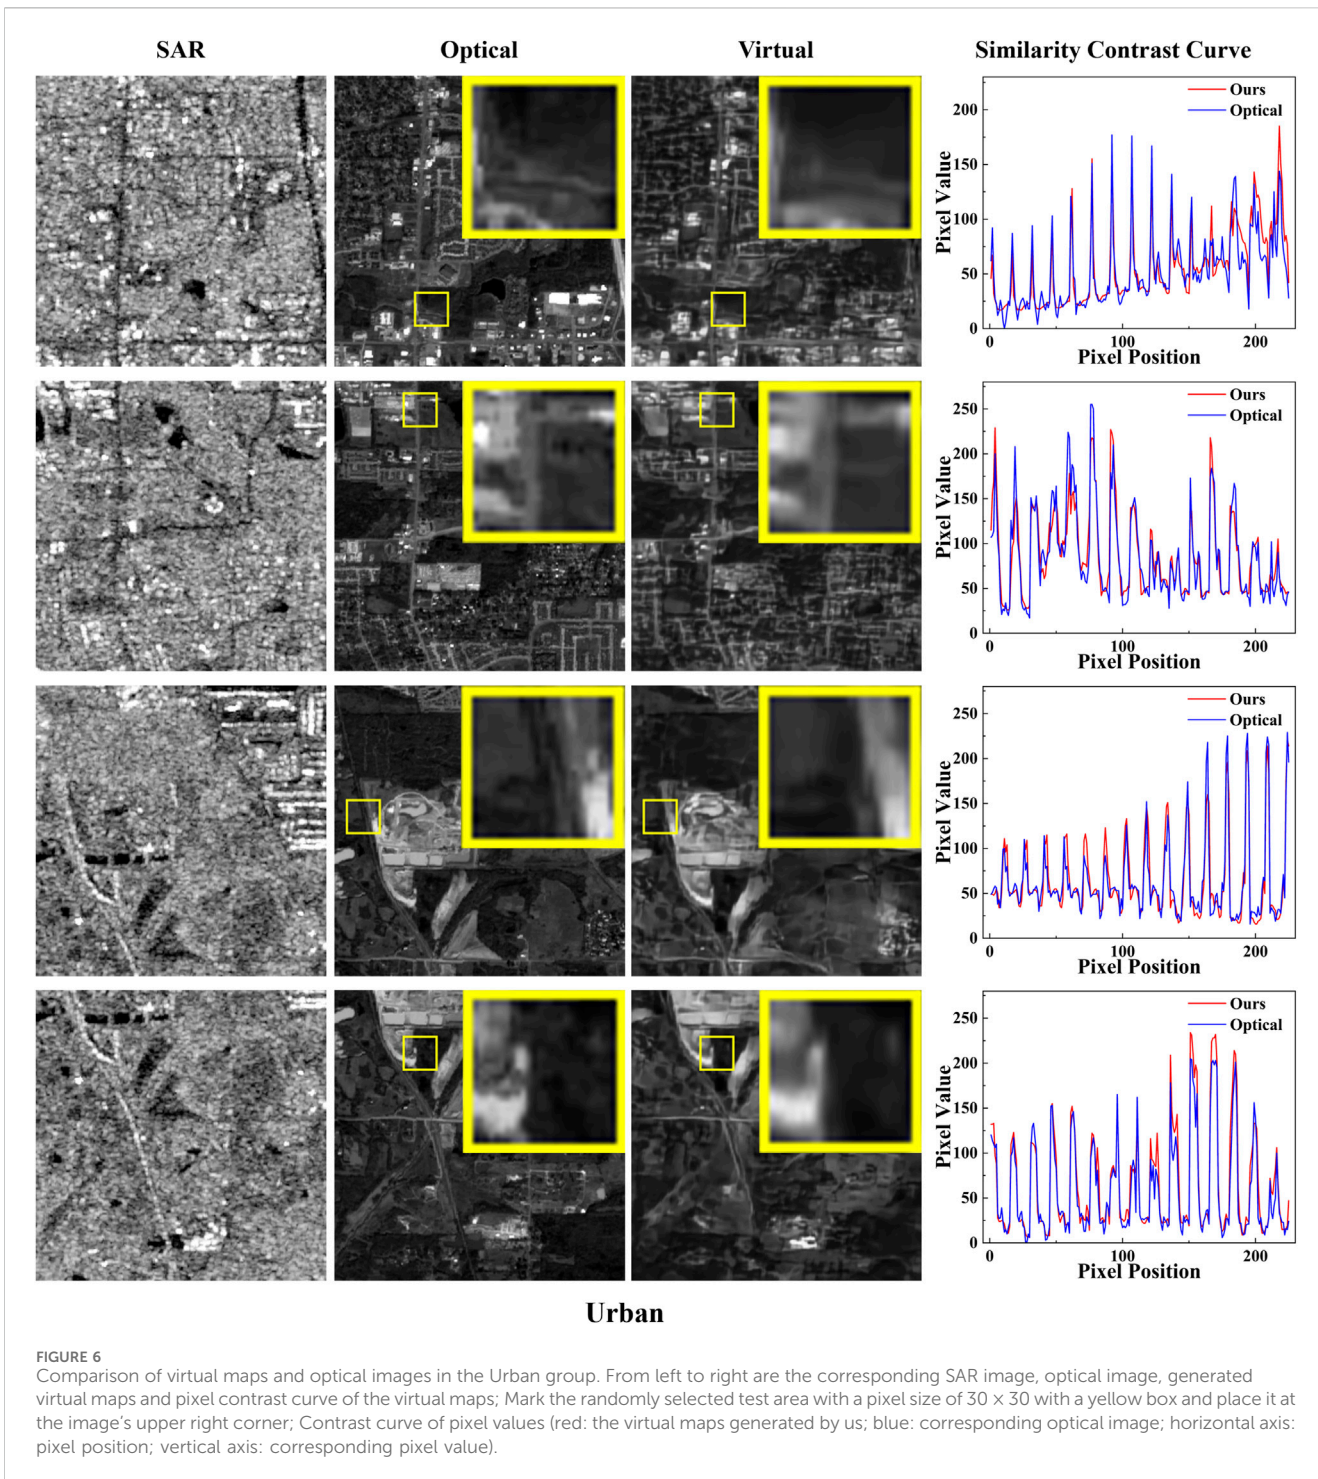 SAR
Optical
Virtual
Similarity Contrast Curve
Ours
Optical
Pixel Value
200
150
100
50
0
0
100
200
Pixel Position
Ours
Optical
Pixel Value
250
200
150
100
50
0
0
100
200
Pixel Position
Ours
Optical
Pixel Value
250
200
150
100
50
0
0
100
200
Pixel Position
Ours
Optical
Pixel Value
250
200
150
100
50
0
0
100
200
Pixel Position
Urban
FIGURE 6
Comparison of virtual maps and optical images in the Urban group. From left to right are the corresponding SAR image, optical image, generated
virtual maps and pixel contrast curve of the virtual maps; Mark the randomly selected test area with a pixel size of 30 × 30 with a yellow box and place it at
the image's upper right corner; Contrast curve of pixel values (red: the virtual maps generated by us; blue: corresponding optical image; horizontal axis:
pixel position; vertical axis: corresponding pixel value).